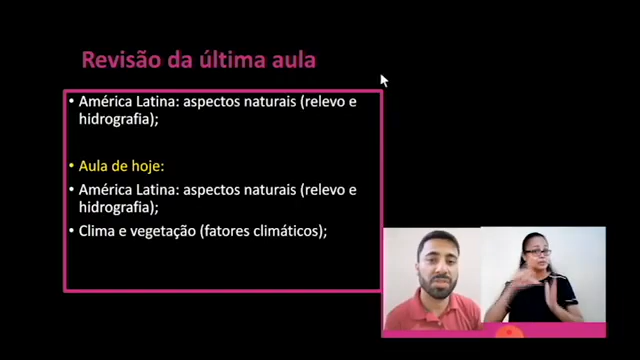 Revisão da última aula
• América Latina: aspectos naturais (relevo e
hidrografia);
• Aula de hoje:
• América Latina: aspectos naturais (relevo e
hidrografia);
• Clima e vegetação (fatores climáticos);